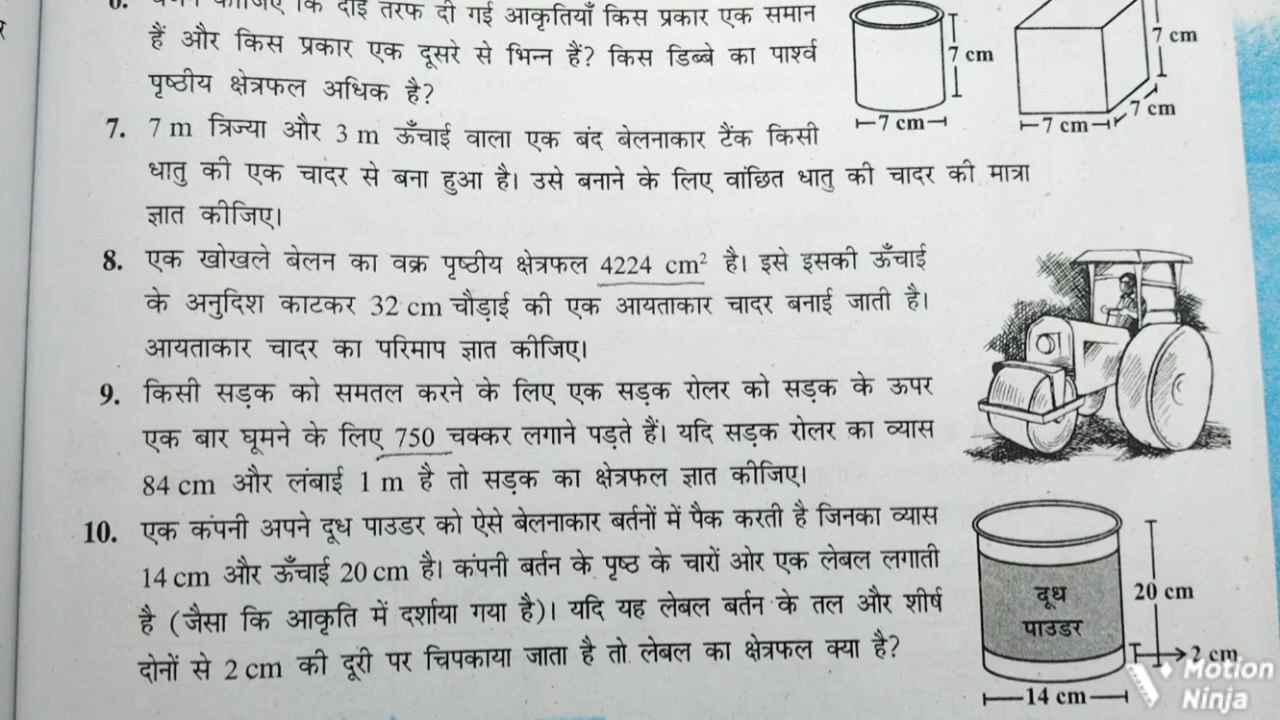 दी गई आकृतियाँ किस प्रकार एक समान
हैं और किस प्रकार एक दूसरे से भिन्न हैं? किस डिब्बे का पार्श्व
पृष्ठीय क्षेत्रफल अधिक है?
7 cm
7 cm
7 cm
7 cm
7 cm
7. 7 m त्रिज्या और 3 m ऊँचाई वाला एक बंद बेलनाकार टैंक किसी
धातु की एक चादर से बना हुआ है। उसे बनाने के लिए वांछित धातु की चादर की मात्रा
ज्ञात कीजिए।
8. एक खोखले बेलन का वक्र पृष्ठीय क्षेत्रफल 4224 cm² है। इसे इसकी ऊँचाई
के अनुदिश काटकर 32 cm चौड़ाई की एक आयताकार चादर बनाई जाती है।
आयताकार चादर का परिमाप ज्ञात कीजिए।
9. किसी सड़क को समतल करने के लिए एक सड़क रोलर को सड़क के ऊपर
एक बार घूमने के लिए 750 चक्कर लगाने पड़ते हैं। यदि सड़क रोलर का व्यास
84 cm और लंबाई 1 m है तो सड़क का क्षेत्रफल ज्ञात कीजिए।
10. एक कंपनी अपने दूध पाउडर को ऐसे बेलनाकार बर्तनों में पैक करती है जिनका व्यास
14 cm और ऊँचाई 20 cm है। कंपनी बर्तन के पृष्ठ के चारों ओर एक लेबल लगाती
है (जैसा कि आकृति में दर्शाया गया है)। यदि यह लेबल बर्तन के तल और शीर्ष
दोनों से 2 cm की दूरी पर चिपकाया जाता है तो लेबल का क्षेत्रफल क्या है?
दूध
पाउडर
20 cm
2 cm
14 cm
Motion
Ninja